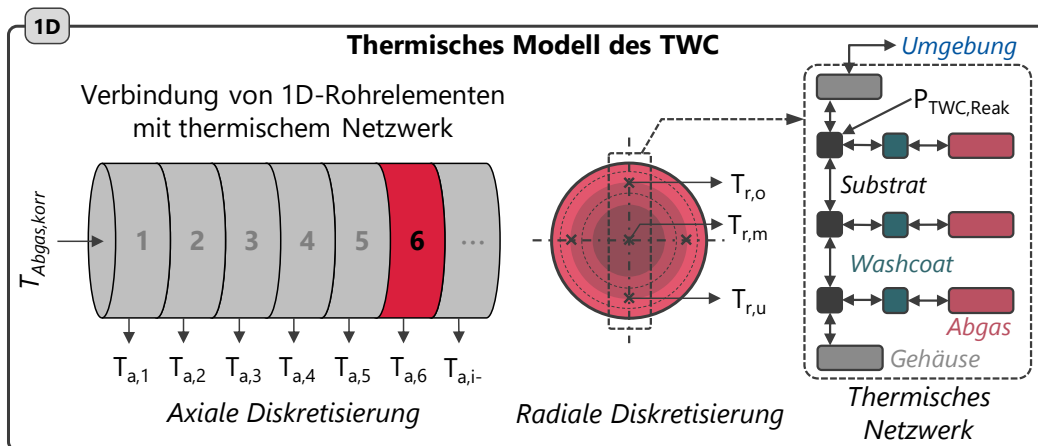 1D
Thermisches Modell des TWC
Verbindung von 1D-Rohrelementen
mit thermischem Netzwerk
T_Abgas,korr
1 2 3 4 5 6 ...
T_a,1 T_a,2 T_a,3 T_a,4 T_a,5 T_a,6 T_a,i-
Axiale Diskretisierung
T_r,o
T_r,m
T_r,u
Radiale Diskretisierung
Umgebung
P_TWC,Reak
Substrat
Washcoat
Abgas
Gehäuse
Thermisches
Netzwerk